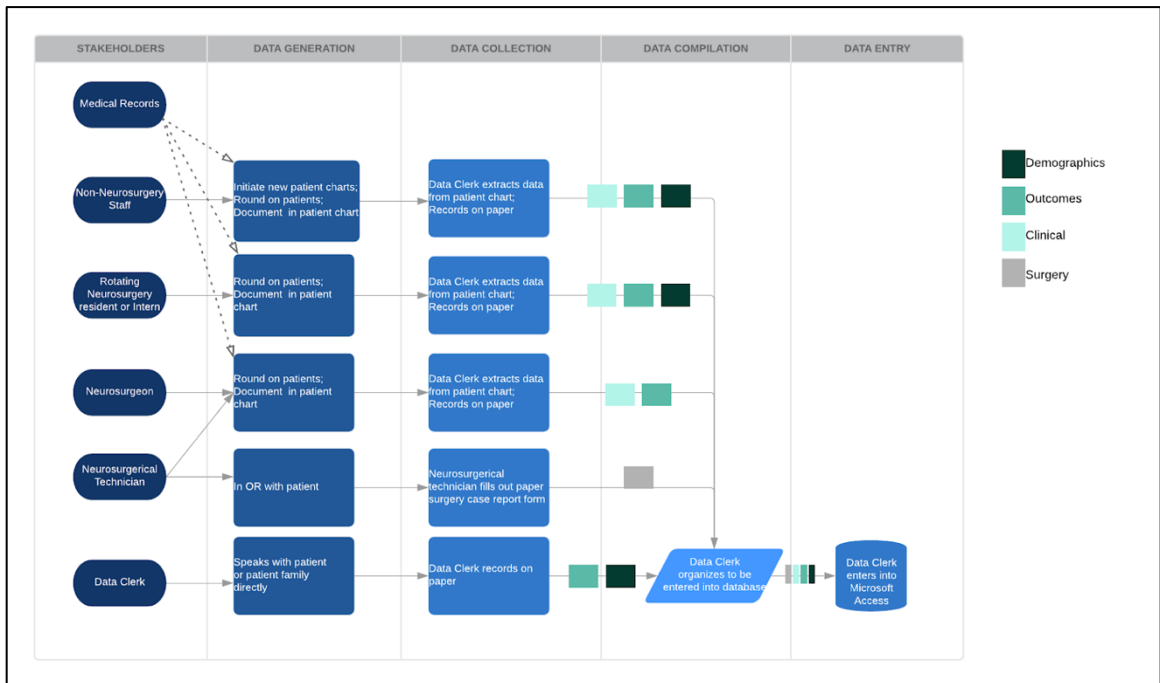 STAKEHOLDERS
DATA GENERATION
DATA COLLECTION
DATA COMPILATION
DATA ENTRY
Medical Records
Non-Neurosurgery
Staff
Initiate new patient charts;
Round on patients;
Document in patient chart
Data Clerk extracts data
from patient chart;
Records on paper
Rotating
Neurosurgery
resident or Intern
Round on patients;
Document in patient
chart
Data Clerk extracts data
from patient chart;
Records on paper
Neurosurgeon
Round on patients;
Document in patient
chart
Data Clerk extracts data
from patient chart;
Records on paper
Neurosurgerical
Technician
In OR with patient
Neurosurgerical
technician fills out paper
surgery case report form
Data Clerk
Speaks with patient
or patient family
directly
Data Clerk records on
paper
Data Clerk
organizes to be
entered into database
Data Clerk
enters into
Microsoft
Access
Demographics
Outcomes
Clinical
Surgery